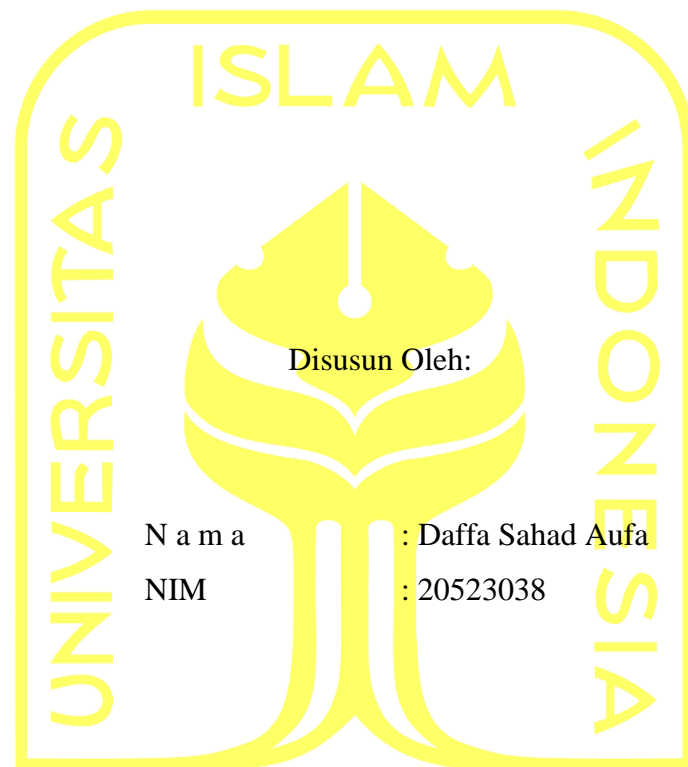 ISLAM
UNIVERSITAS
INDONESIA
Disusun Oleh:
N a m a : Daffa Sahad Aufa
NIM : 20523038